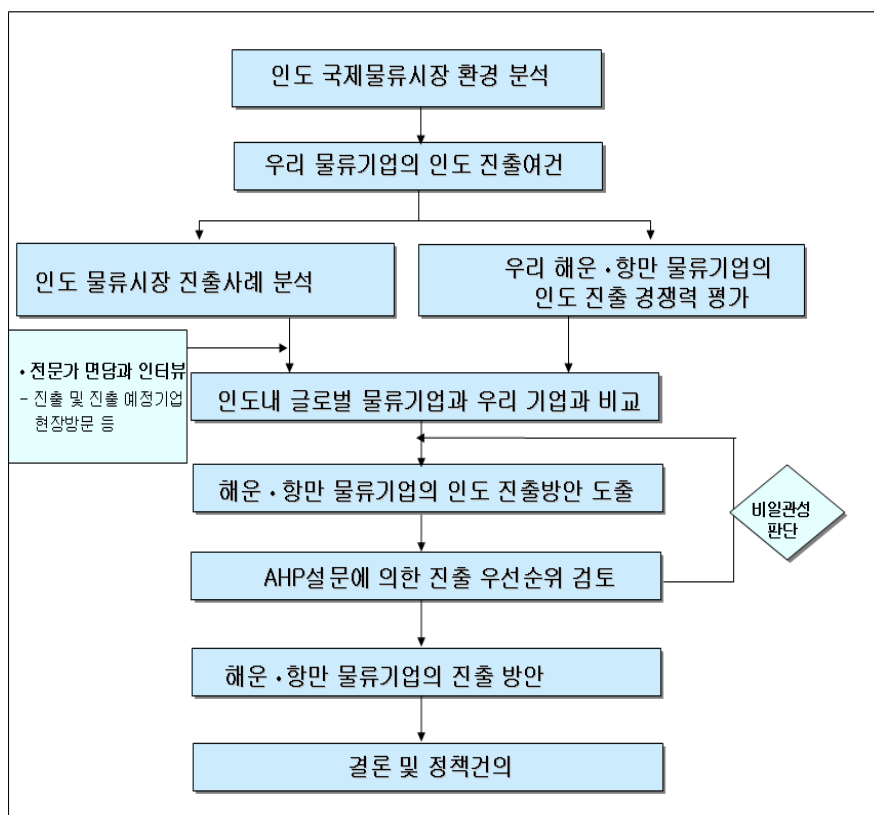 인도 국제물류시장 환경 분석
우리 물류기업의 인도 진출여건
인도 물류시장 진출사례 분석
우리 해운·항만 물류기업의
인도 진출 경쟁력 평가
• 전문가 면담과 인터뷰
- 진출 및 진출 예정기업
현장방문 등
인도내 글로벌 물류기업과 우리 기업과 비교
해운·항만 물류기업의 인도 진출방안 도출
비일관성
판단
AHP설문에 의한 진출 우선순위 검토
해운·항만 물류기업의 진출 방안
결론 및 정책건의